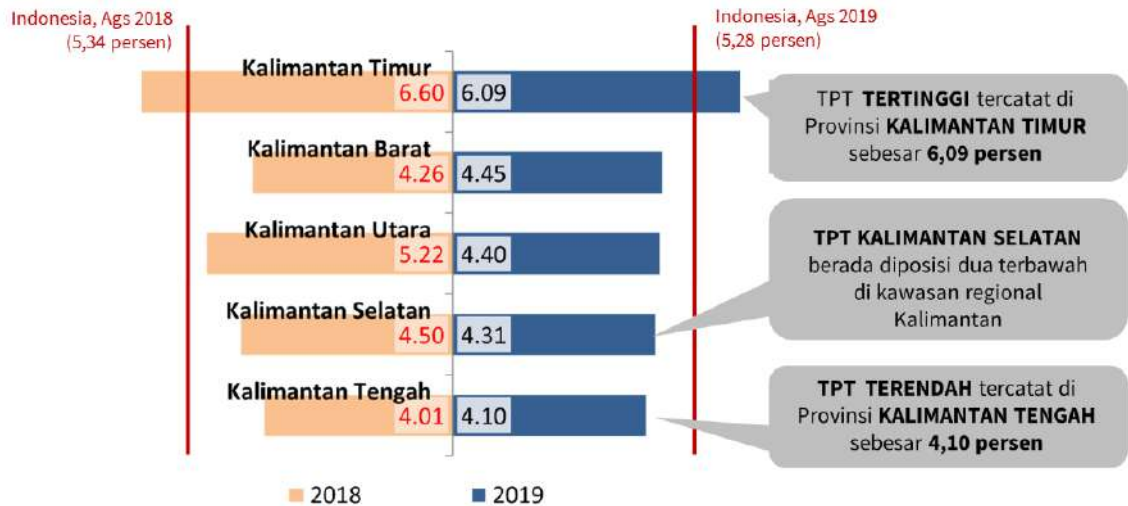 Indonesia, Ags 2018
(5,34 persen)
Indonesia, Ags 2019
(5,28 persen)
Kalimantan Timur
6.60 6.09
Kalimantan Barat
4.26 4.45
Kalimantan Utara
5.22 4.40
Kalimantan Selatan
4.50 4.31
Kalimantan Tengah
4.01 4.10
TPT TERTINGGI tercatat di
Provinsi KALIMANTAN TIMUR
sebesar 6,09 persen
TPT KALIMANTAN SELATAN
berada diposisi dua terbawah
di kawasan regional
Kalimantan
TPT TERENDAH tercatat di
Provinsi KALIMANTAN TENGAH
sebesar 4,10 persen
2018 2019